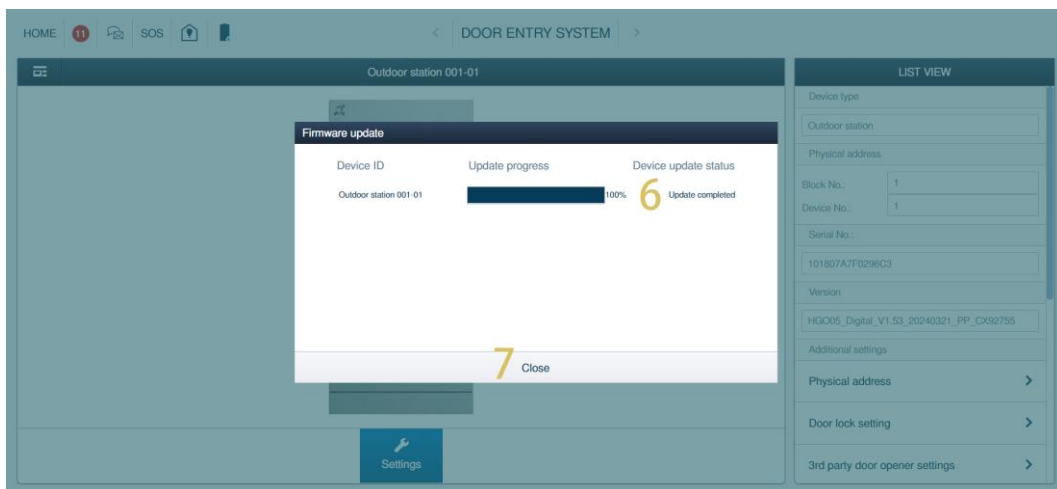 HOME 11 SOS < DOOR ENTRY SYSTEM >
Outdoor station 001-01
LIST VIEW
Firmware update
Device ID Update progress Device update status
Outdoor station 001-01 100% 6 Update completed
7 Close
Settings
Device type
Outdoor station
Physical address
Block No.: 1
Device No.: 1
Serial No.:
101807A7F0296C3
Version
HGO05_Digital_V1.53_20240321_PP_CX92755
Additional settings
Physical address >
Door lock setting >
3rd party door opener settings >